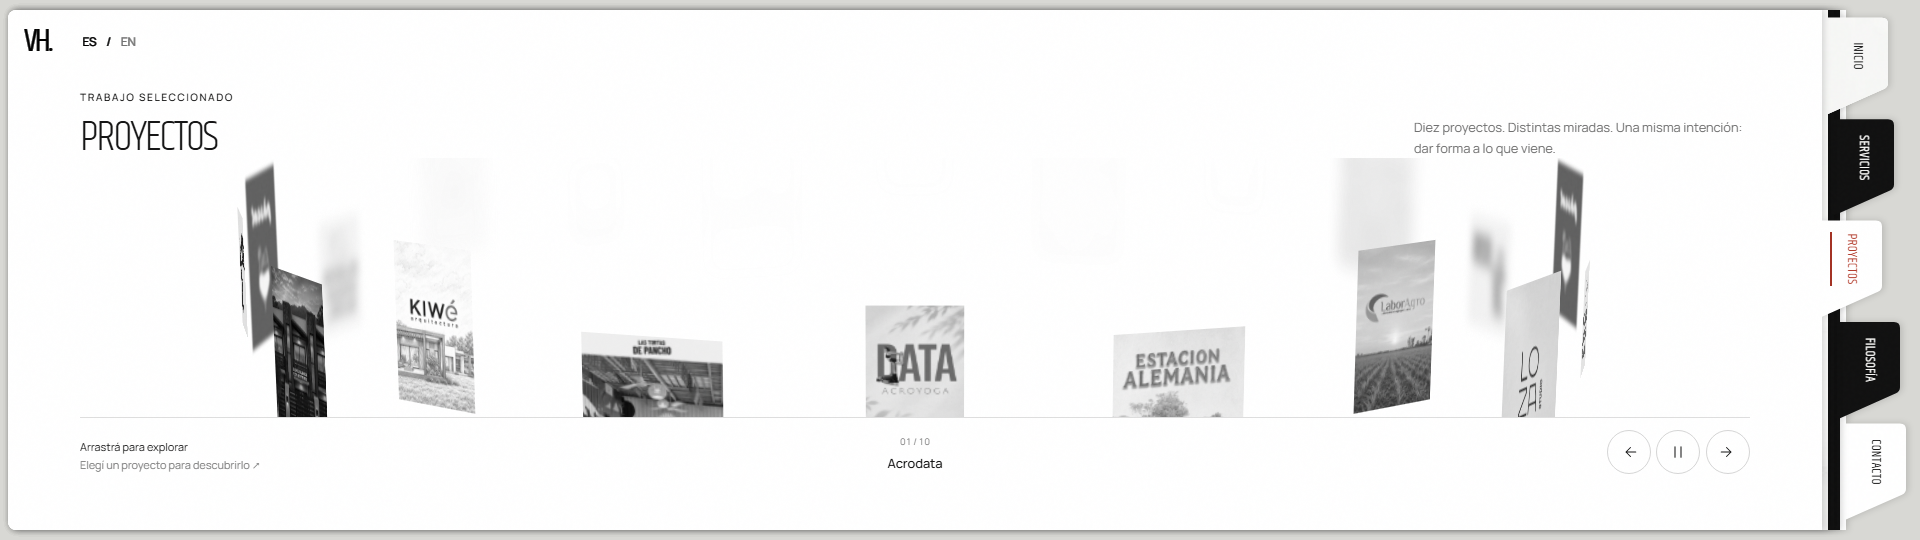 VH.
ES / EN
TRABAJO SELECCIONADO
PROYECTOS
Diez proyectos. Distintas miradas. Una misma intención:
dar forma a lo que viene.
KIWé
arquitectura
LAS TORTAS
DE PANCHO
DATA
ACROYOGA
ESTACION
ALEMANIA
LaborAgro
LO
ZA
Arrastrá para explorar
Elegí un proyecto para descubrirlo ↗
01 / 10
Acrodata
INICIO
SERVICIOS
PROYECTOS
FILOSOFÍA
CONTACTO